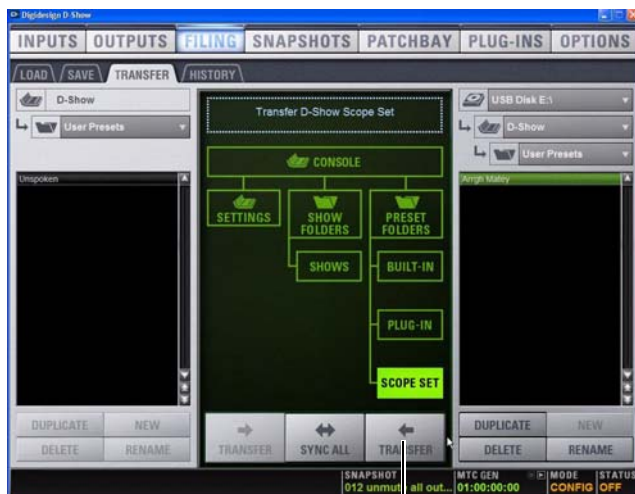 Digidesign D-Show
INPUTS OUTPUTS FILING SNAPSHOTS PATCHBAY PLUG-INS OPTIONS
LOAD SAVE TRANSFER HISTORY
D-Show
User Presets
Unspoken
Transfer D-Show Scope Set
CONSOLE
SETTINGS
SHOW FOLDERS
PRESET FOLDERS
SHOWS
BUILT-IN
PLUG-IN
SCOPE SET
USB Disk E:\
D-Show
User Presets
Arrgh Matey
DUPLICATE NEW
DELETE RENAME
TRANSFER SYNC ALL TRANSFER
DUPLICATE NEW
DELETE RENAME
SNAPSHOT
012 unmute all out...
MTC GEN
01:00:00:00
MODE
CONFIG
STATUS
OFF